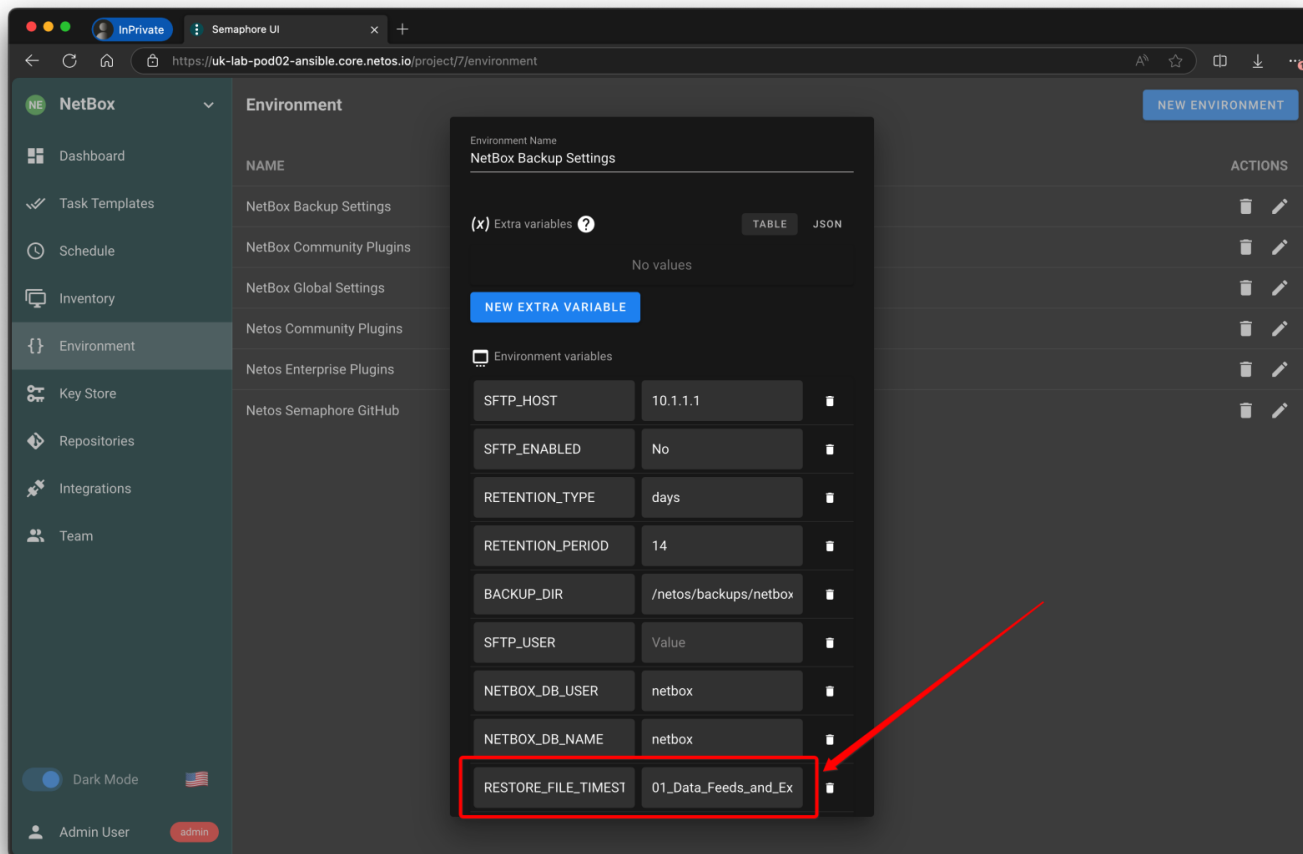 InPrivate
Semaphore UI
https://uk-lab-pod02-ansible.core.netos.io/project/7/environment
NE NetBox
Dashboard
Task Templates
Schedule
Inventory
{} Environment
Key Store
Repositories
Integrations
Team
Dark Mode
Admin User admin
Environment
NEW ENVIRONMENT
NAME ACTIONS
NetBox Backup Settings
NetBox Community Plugins
NetBox Global Settings
Netos Community Plugins
Netos Enterprise Plugins
Netos Semaphore GitHub
Environment Name
NetBox Backup Settings
(x) Extra variables ? TABLE JSON
No values
NEW EXTRA VARIABLE
Environment variables
SFTP_HOST 10.1.1.1
SFTP_ENABLED No
RETENTION_TYPE days
RETENTION_PERIOD 14
BACKUP_DIR /netos/backups/netbox
SFTP_USER Value
NETBOX_DB_USER netbox
NETBOX_DB_NAME netbox
RESTORE_FILE_TIMEST 01_Data_Feeds_and_Ex